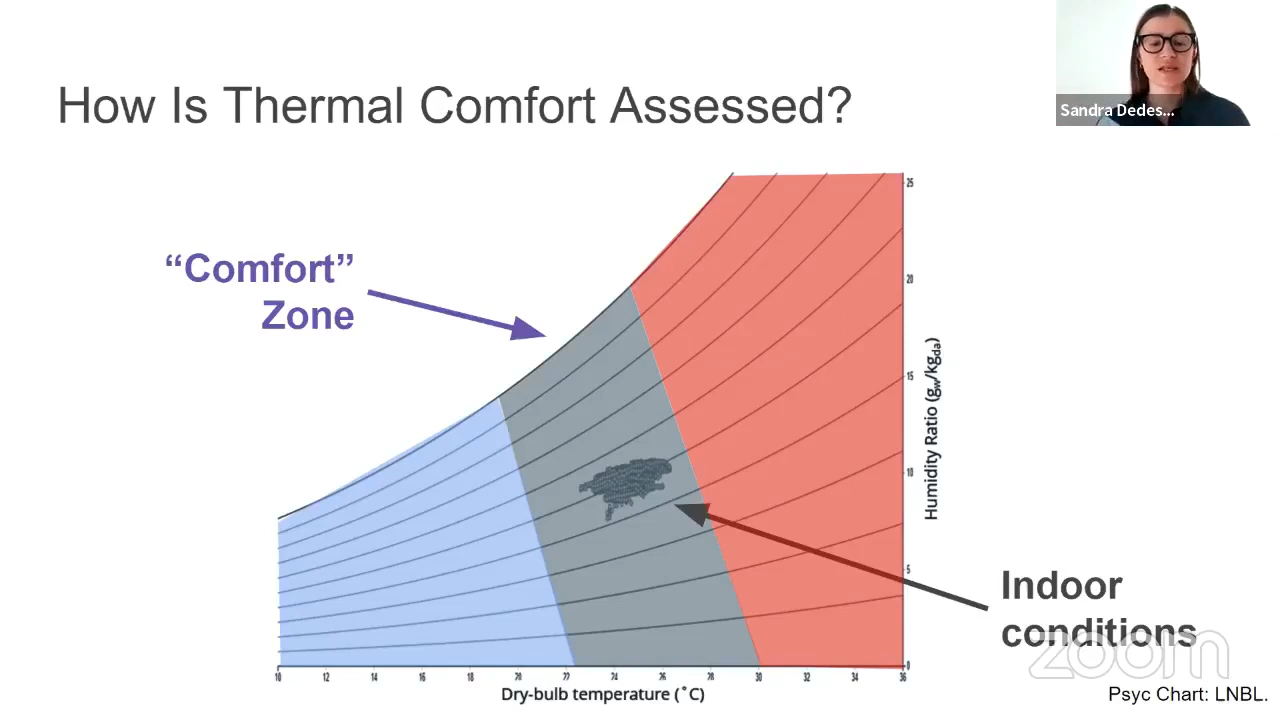 Sandra Dedes...
How Is Thermal Comfort Assessed?
“Comfort”
Zone
25
20
15
10
5
0
Humidity Ratio (gw/kgda)
Indoor
conditions
zoom
10 12 14 16 18 20 22 24 26 28 30 32 34 36
Dry-bulb temperature (˚C)
Psyc Chart: LNBL.